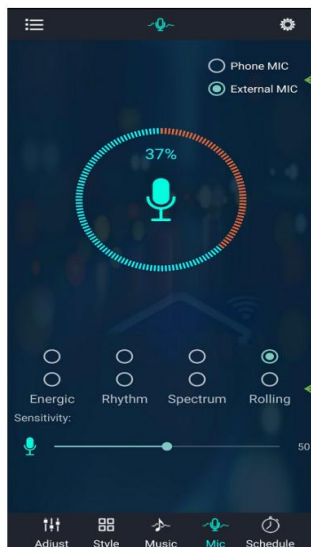 Phone MIC
External MIC
37%
Energic Rhythm Spectrum Rolling
Sensitivity:
50
Adjust Style Music Mic Schedule